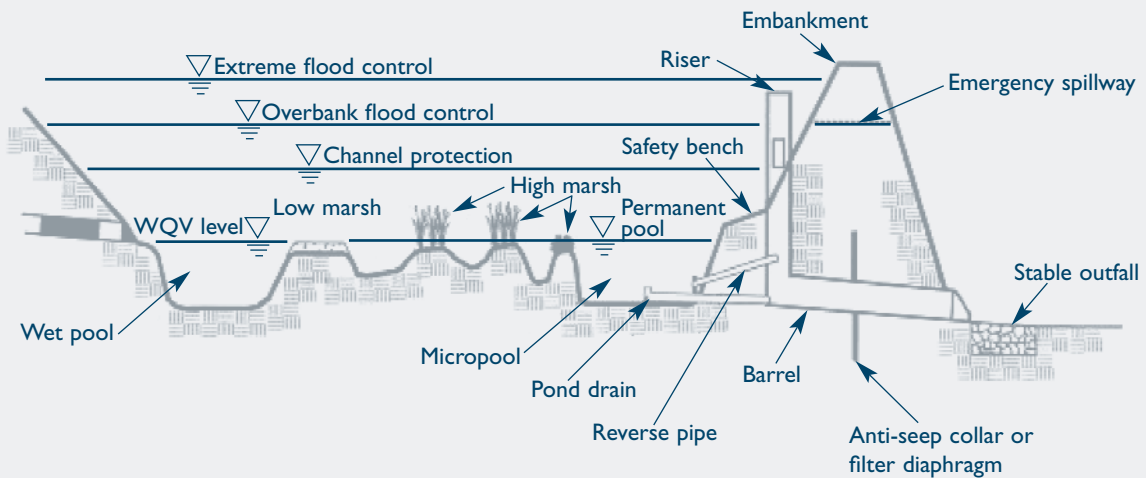 Embankment
Riser
Extreme flood control
Emergency spillway
Overbank flood control
Safety bench
Channel protection
High marsh
Low marsh
Permanent
pool
WQV level
Stable outfall
Wet pool
Micropool
Barrel
Pond drain
Reverse pipe
Anti-seep collar or
filter diaphragm